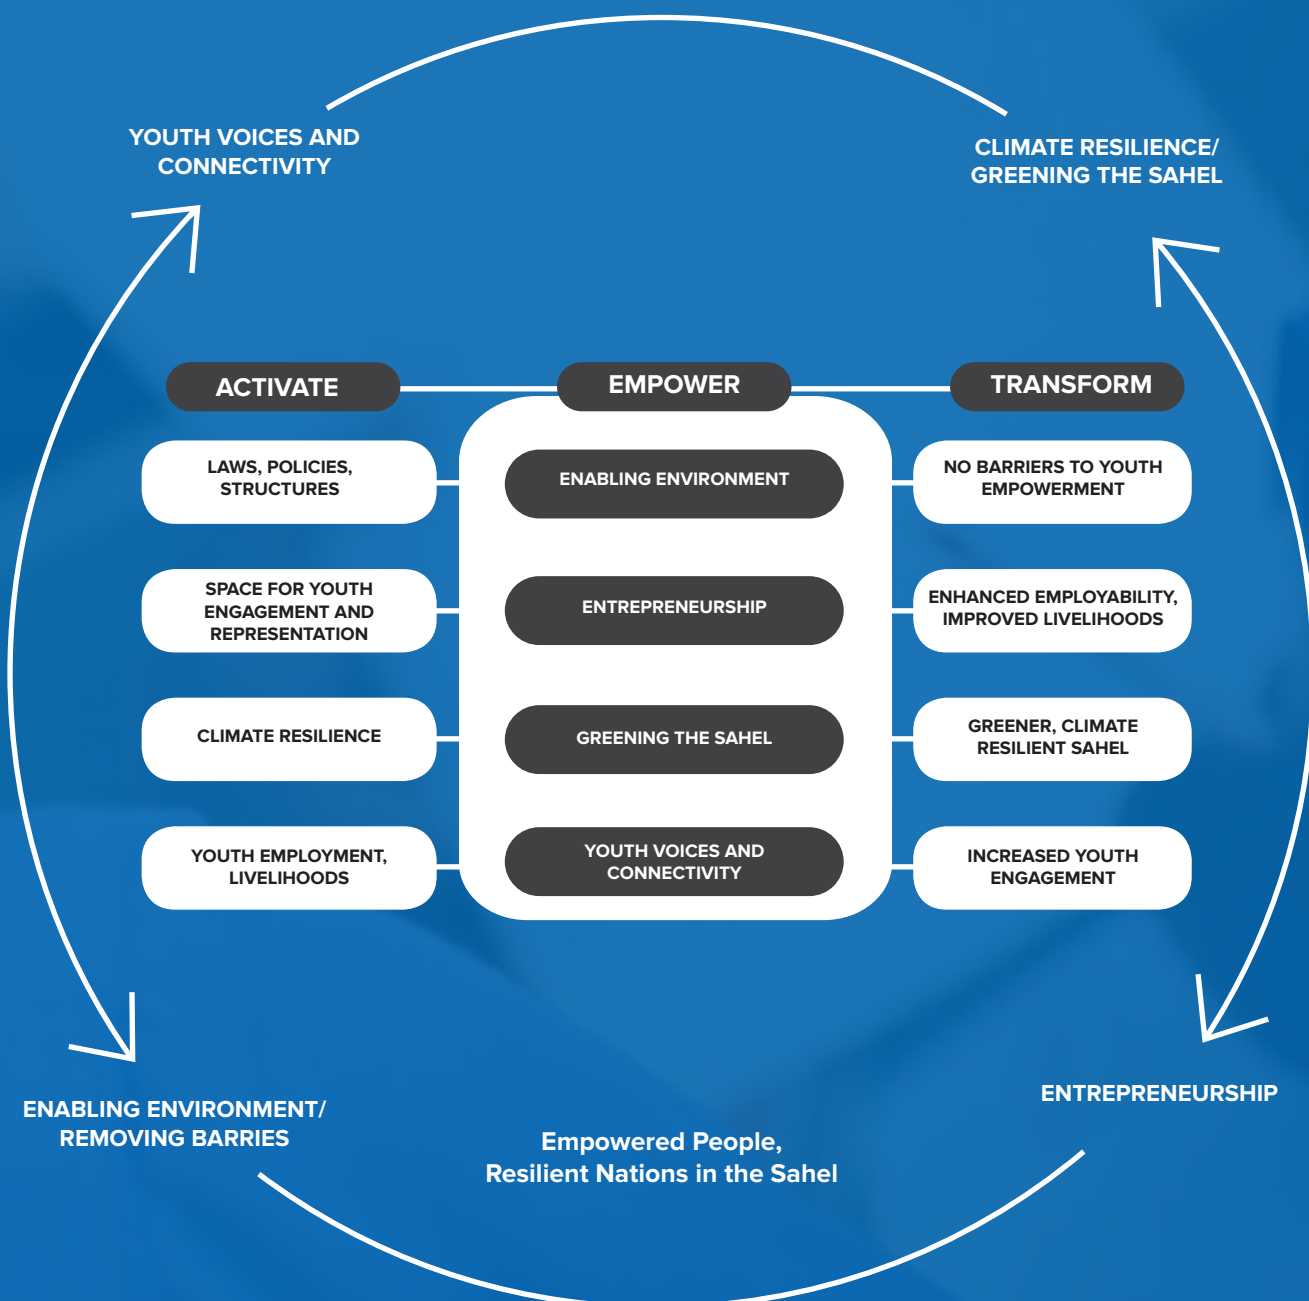 YOUTH VOICES AND
CONNECTIVITY
CLIMATE RESILIENCE/
GREENING THE SAHEL
ACTIVATE
EMPOWER
TRANSFORM
LAWS, POLICIES,
STRUCTURES
ENABLING ENVIRONMENT
NO BARRIERS TO YOUTH
EMPOWERMENT
SPACE FOR YOUTH
ENGAGEMENT AND
REPRESENTATION
ENTREPRENEURSHIP
ENHANCED EMPLOYABILITY,
IMPROVED LIVELIHOODS
CLIMATE RESILIENCE
GREENING THE SAHEL
GREENER, CLIMATE
RESILIENT SAHEL
YOUTH EMPLOYMENT,
LIVELIHOODS
YOUTH VOICES AND
CONNECTIVITY
INCREASED YOUTH
ENGAGEMENT
ENABLING ENVIRONMENT/
REMOVING BARRIES
ENTREPRENEURSHIP
Empowered People,
Resilient Nations in the Sahel